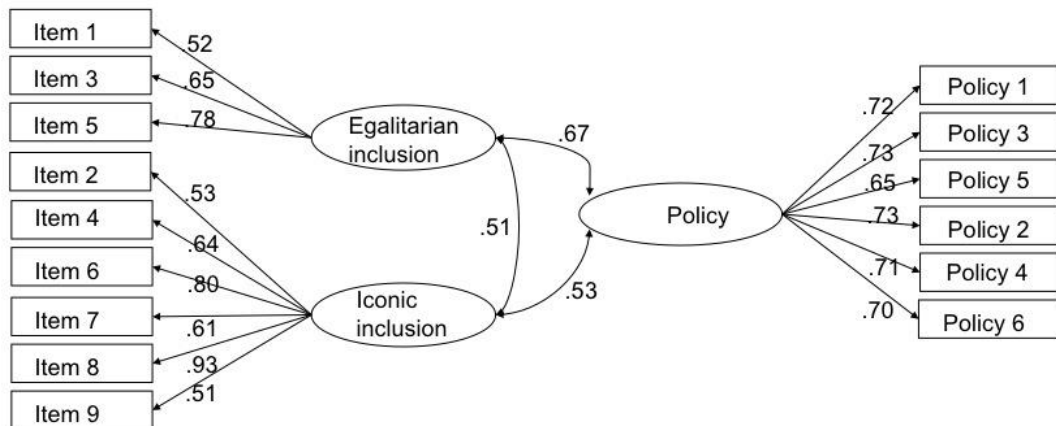 Item 1
Item 3
Item 5
Item 2
Item 4
Item 6
Item 7
Item 8
Item 9
.52
.65
.78
.53
.64
.80
.61
.93
.51
Egalitarian
inclusion
Iconic
inclusion
.67
.51
.53
Policy
.72
.73
.65
.73
.71
.70
Policy 1
Policy 3
Policy 5
Policy 2
Policy 4
Policy 6